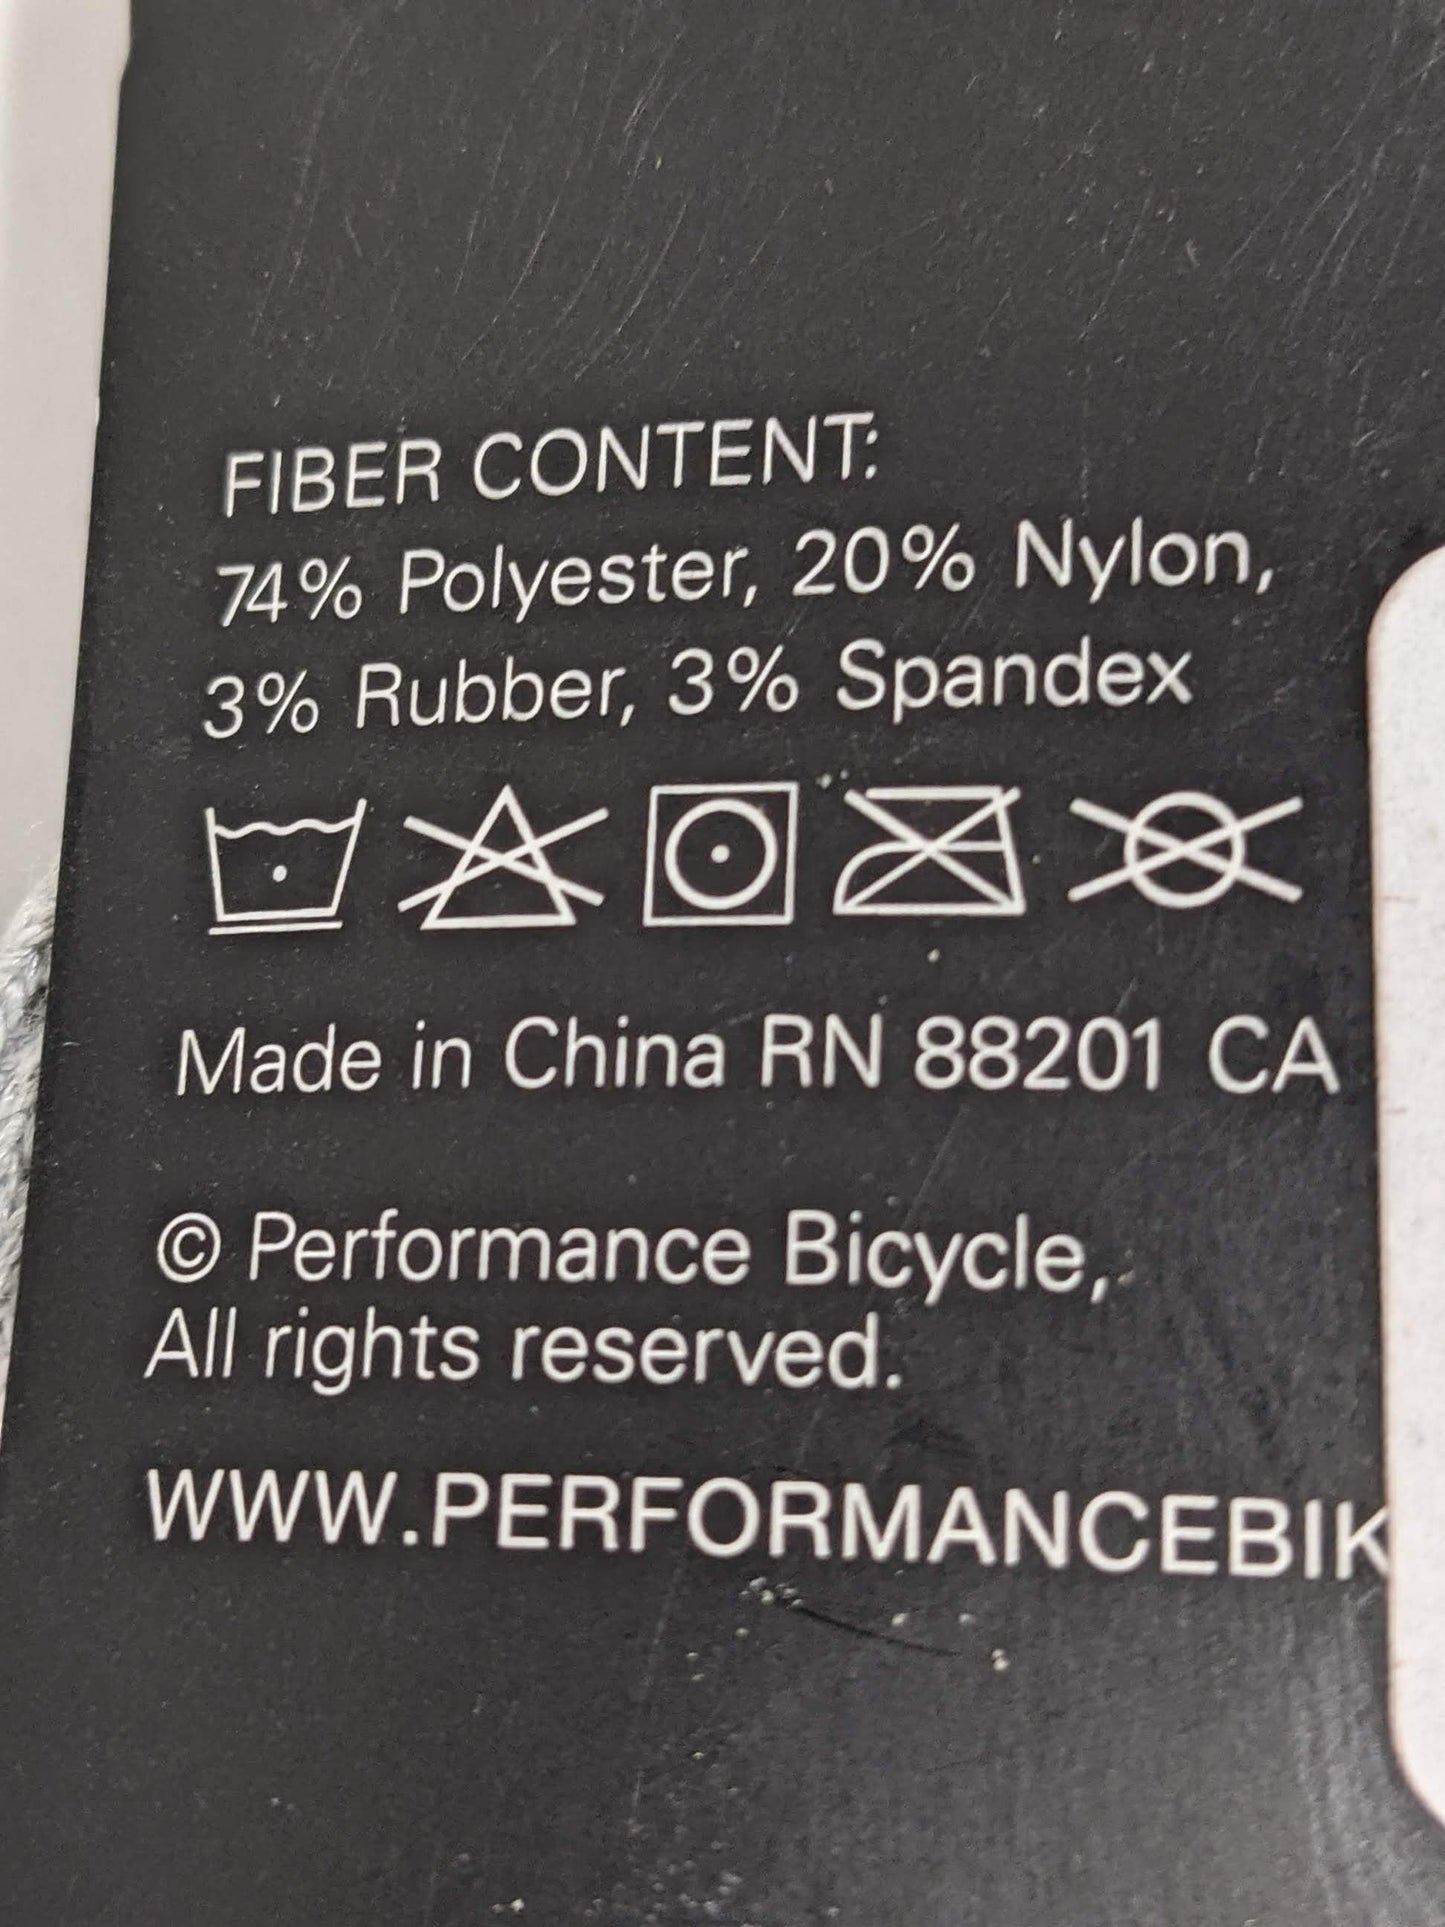 FIBER CONTENT:
74% Polyester, 20% Nylon,
3% Rubber, 3% Spandex
Made in China RN 88201 CA
© Performance Bicycle,
All rights reserved.
WWW.PERFORMANCEBIK